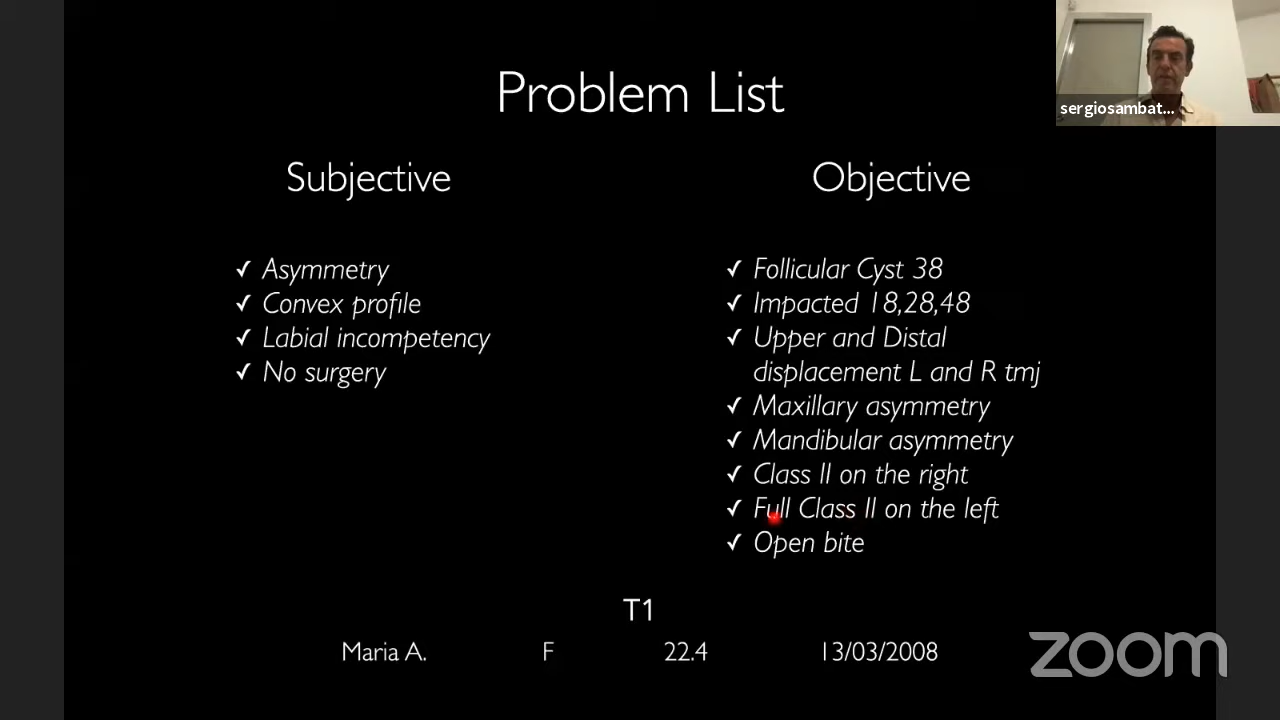 Problem List
sergiosambat...
Subjective
Objective
✓ Asymmetry
✓ Convex profile
✓ Labial incompetency
✓ No surgery
✓ Follicular Cyst 38
✓ Impacted 18,28,48
✓ Upper and Distal
displacement L and R tmj
✓ Maxillary asymmetry
✓ Mandibular asymmetry
✓ Class II on the right
✓ Full Class II on the left
✓ Open bite
T1
Maria A. F 22.4 13/03/2008
zoom